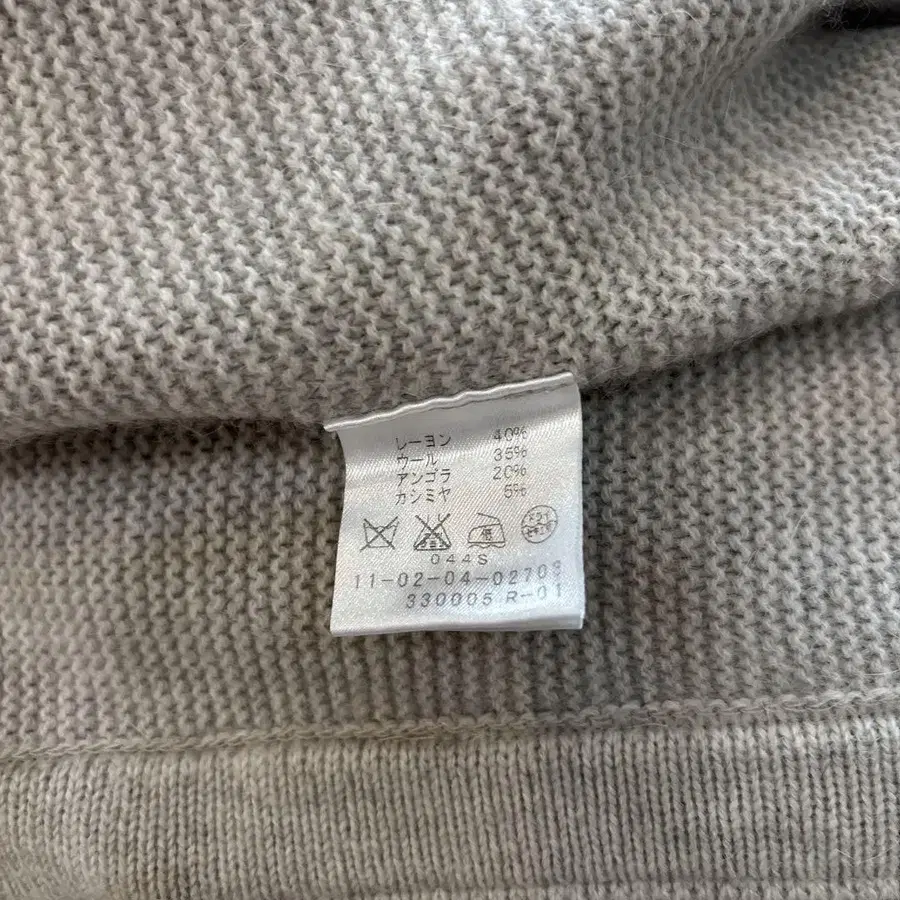 レーヨン 40%
ウール 35%
アンゴラ 20%
カシミヤ 5%
044S
11-02-04-02703
330005 R-01